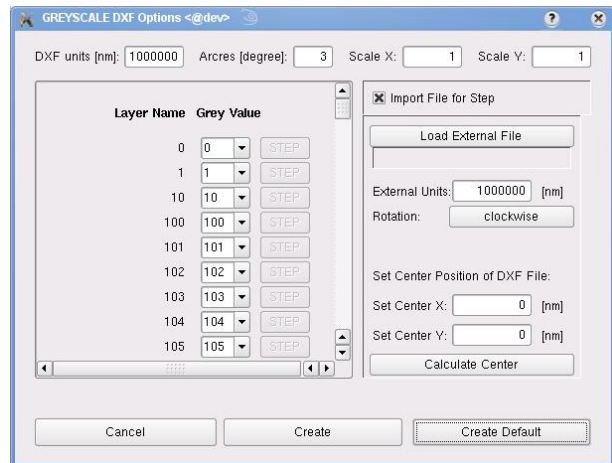 GREYSCALE DXF Options <@dev>
DXF units [nm]: 1000000 Arcres [degree]: 3 Scale X: 1 Scale Y: 1
Layer Name Grey Value
0 0 STEP
1 1 STEP
10 10 STEP
100 100 STEP
101 101 STEP
102 102 STEP
103 103 STEP
104 104 STEP
105 105 STEP
Import File for Step
Load External File
External Units: 1000000 [nm]
Rotation: clockwise
Set Center Position of DXF File:
Set Center X: 0 [nm]
Set Center Y: 0 [nm]
Calculate Center
Cancel Create Create Default